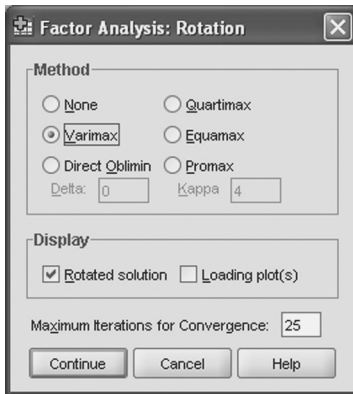 Factor Analysis: Rotation
Method
None Quartimax
Varimax Equamax
Direct Oblimin Promax
Delta: 0 Kappa 4
Display
Rotated solution Loading plot(s)
Maximum Iterations for Convergence: 25
Continue Cancel Help